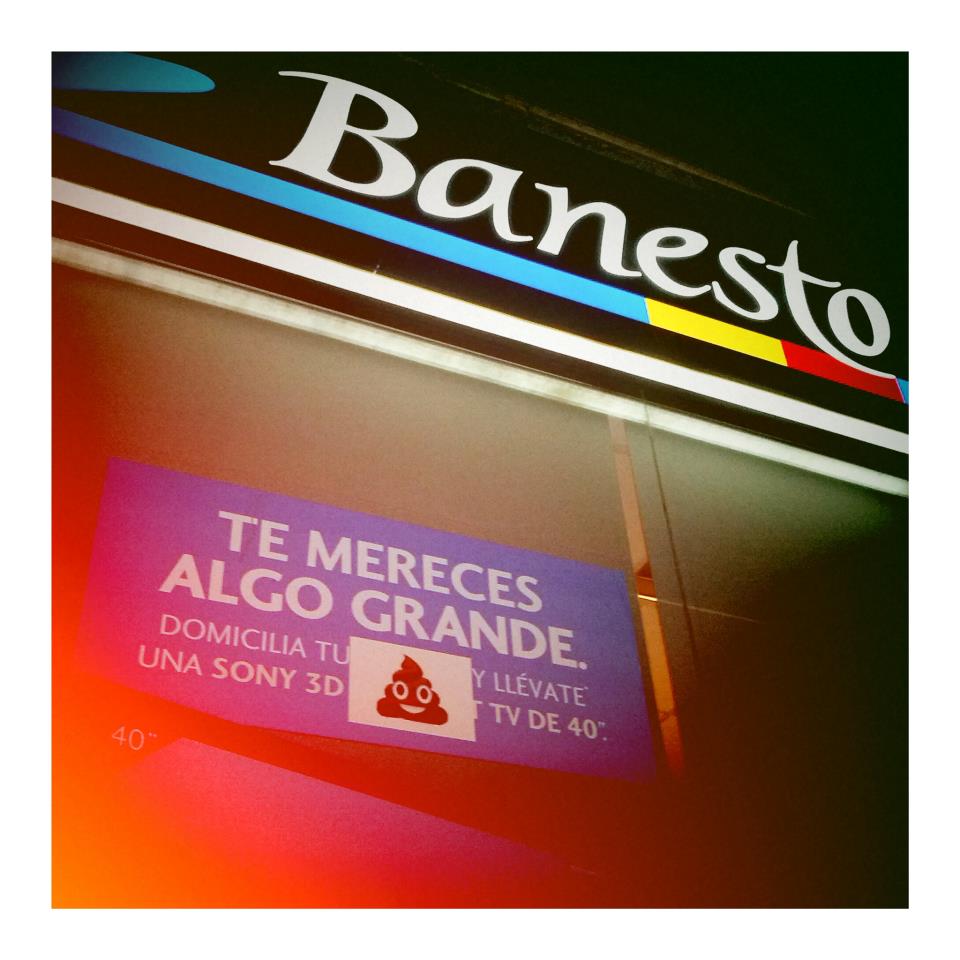 Banesto
TE MERECES
ALGO GRANDE.
DOMICILIA TU Y LLÉVATE
UNA SONY 3D T TV DE 40".
40"